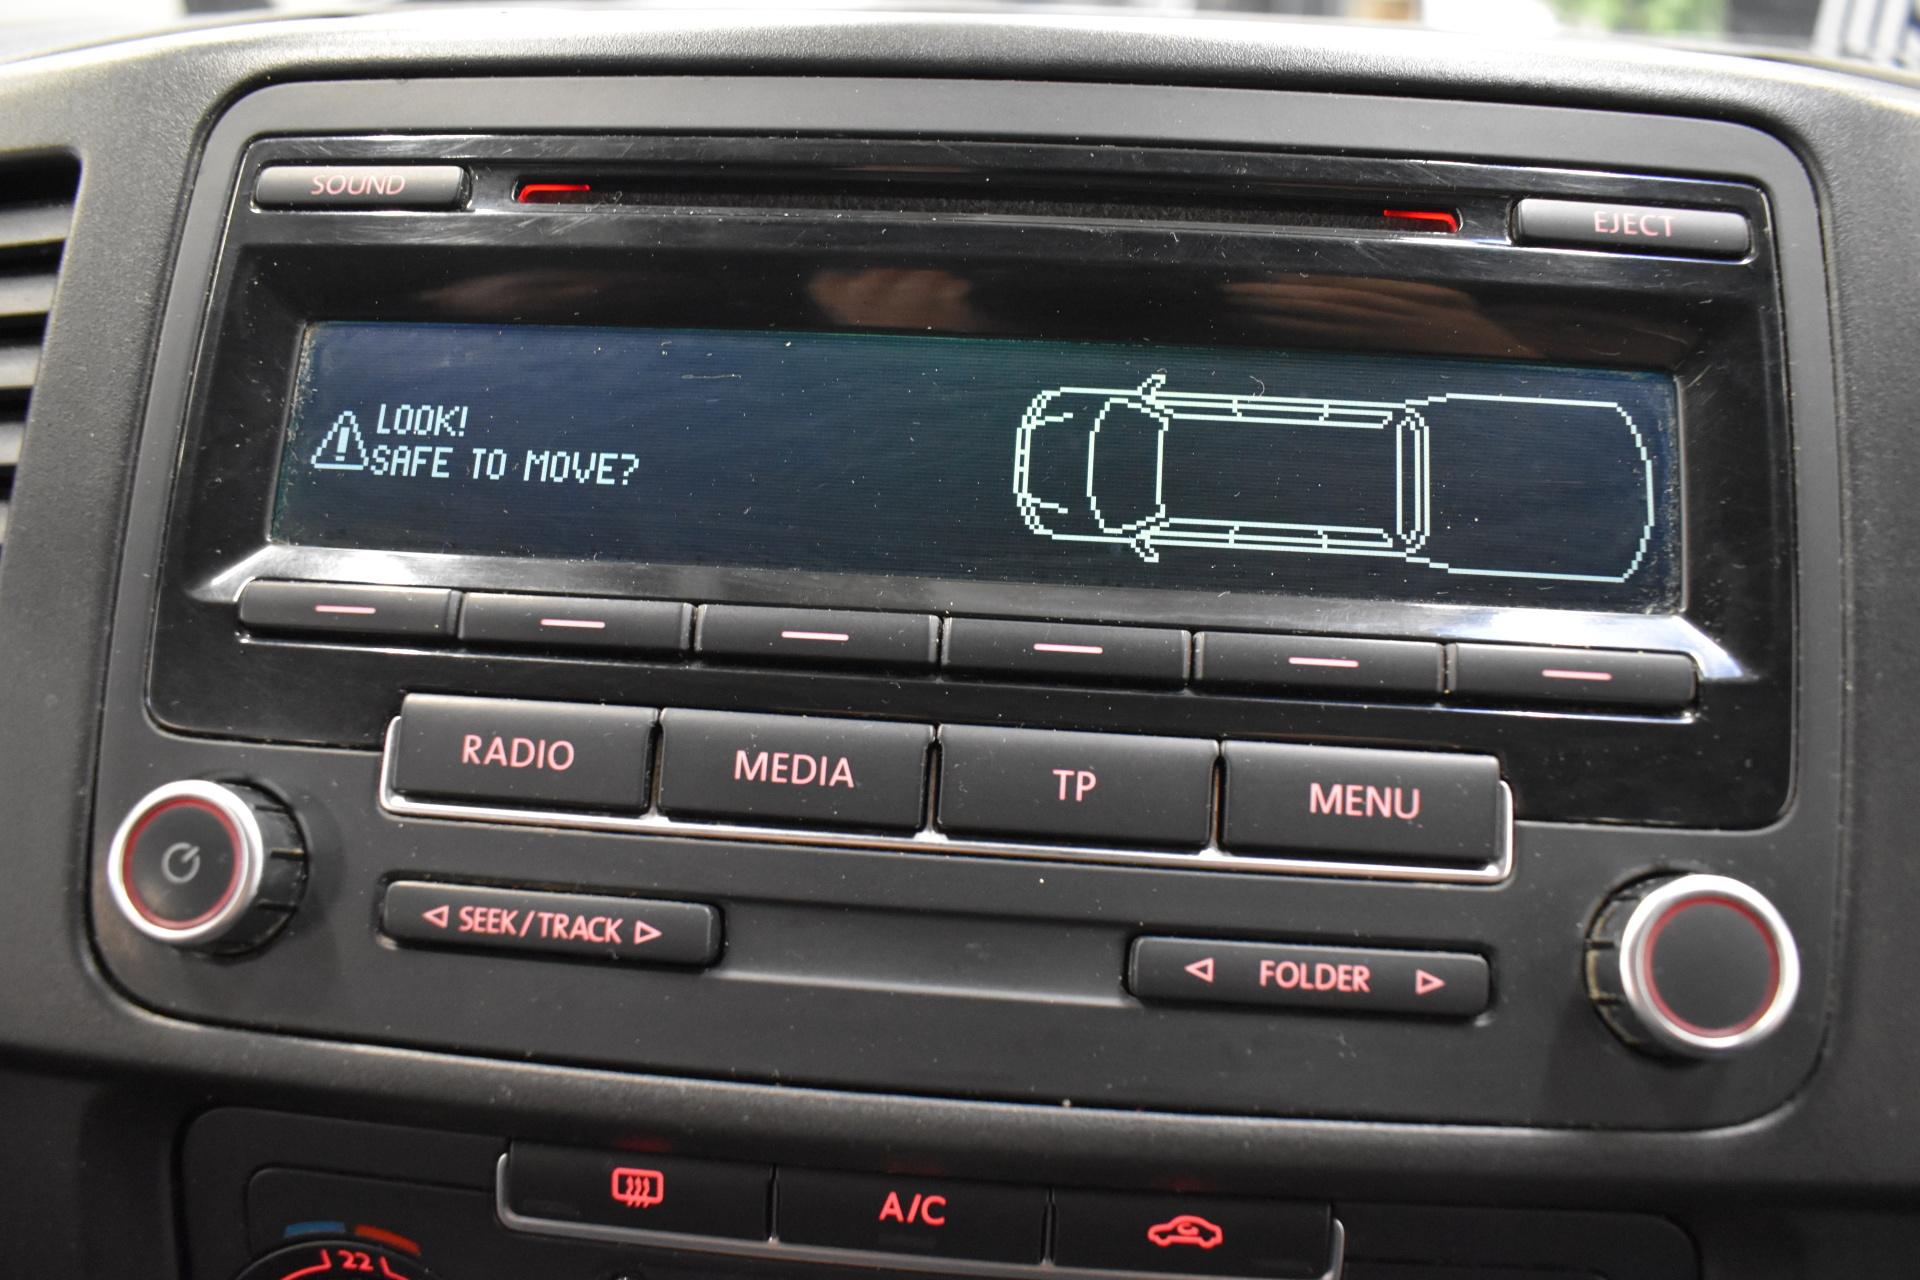 SOUND
EJECT
LOOK!
SAFE TO MOVE?
RADIO
MEDIA
TP
MENU
SEEK/TRACK
FOLDER
A/C
22